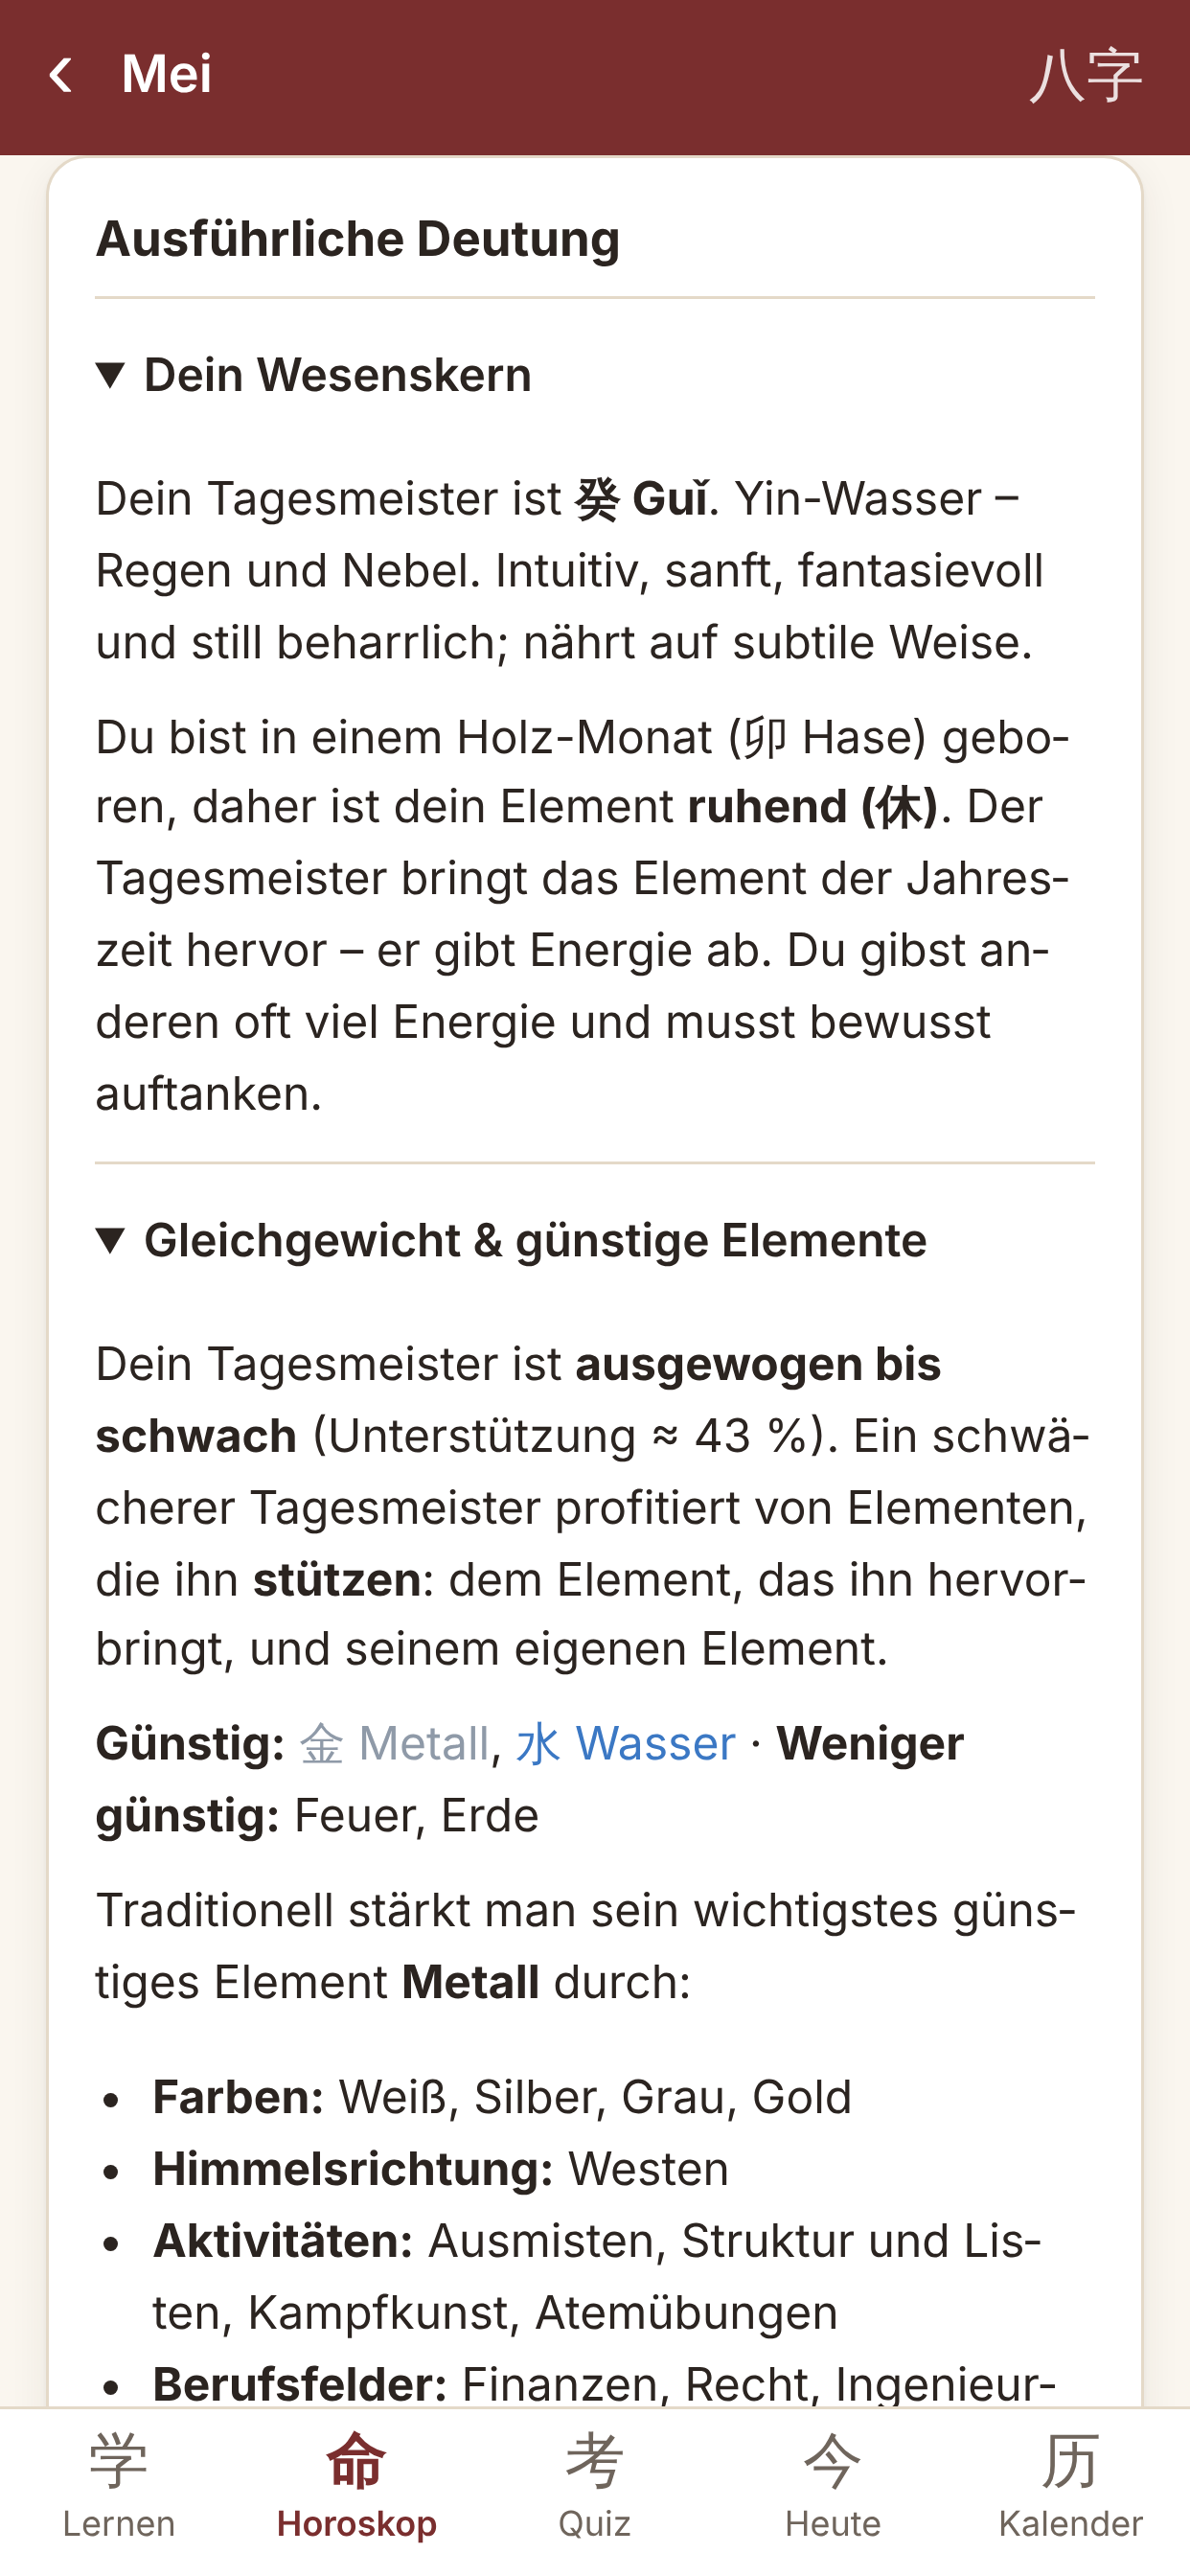 Mei
八字
Ausführliche Deutung
▼ Dein Wesenskern
Dein Tagesmeister ist 癸 Guǐ. Yin-Wasser –
Regen und Nebel. Intuitiv, sanft, fantasievoll
und still beharrlich; nährt auf subtile Weise.
Du bist in einem Holz-Monat (卯 Hase) gebo-
ren, daher ist dein Element ruhend (休). Der
Tagesmeister bringt das Element der Jahres-
zeit hervor – er gibt Energie ab. Du gibst an-
deren oft viel Energie und musst bewusst
auftanken.
▼ Gleichgewicht & günstige Elemente
Dein Tagesmeister ist ausgewogen bis
schwach (Unterstützung ≈ 43 %). Ein schwä-
cherer Tagesmeister profitiert von Elementen,
die ihn stützen: dem Element, das ihn hervor-
bringt, und seinem eigenen Element.
Günstig: 金 Metall, 水 Wasser · Weniger
günstig: Feuer, Erde
Traditionell stärkt man sein wichtigstes güns-
tiges Element Metall durch:
• Farben: Weiß, Silber, Grau, Gold
• Himmelsrichtung: Westen
• Aktivitäten: Ausmisten, Struktur und Lis-
ten, Kampfkunst, Atemübungen
• Berufsfelder: Finanzen, Recht, Ingenieur-
学 命 考 今 历
Lernen Horoskop Quiz Heute Kalender